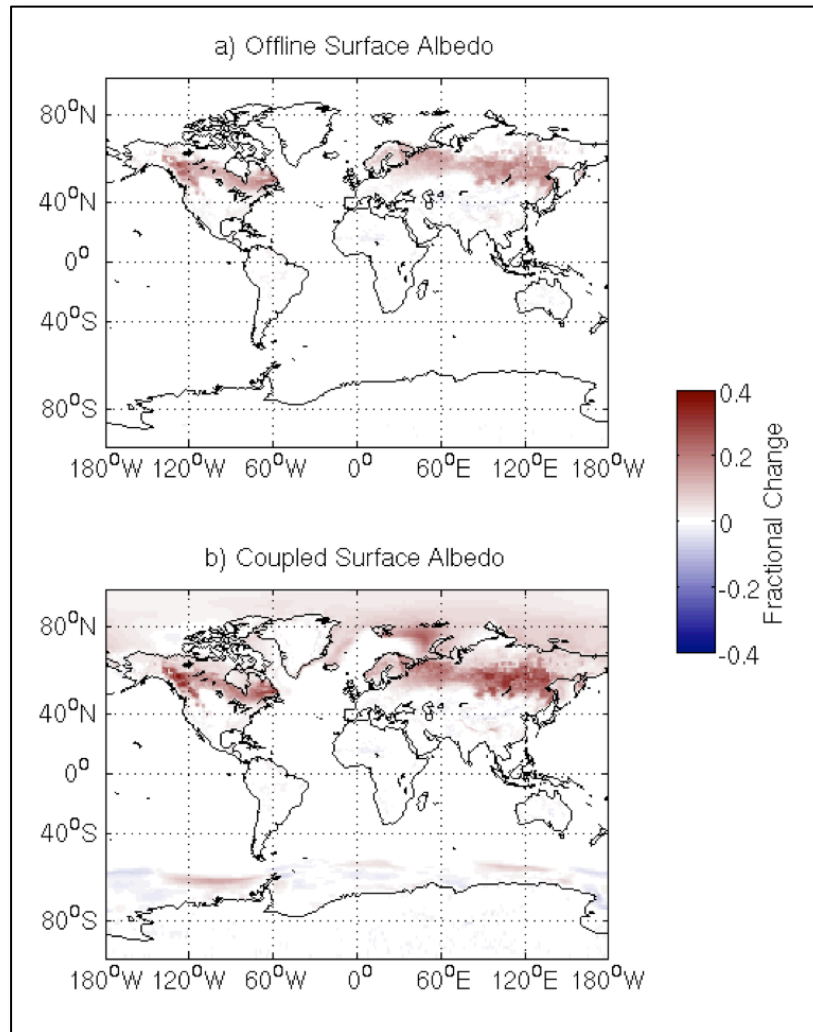 a) Offline Surface Albedo
80°N
40°N
0°
40°S
80°S
180°W 120°W 60°W 0° 60°E 120°E 180°W
0.4
0.2
0
-0.2
-0.4
Fractional Change
b) Coupled Surface Albedo
80°N
40°N
0°
40°S
80°S
180°W 120°W 60°W 0° 60°E 120°E 180°W